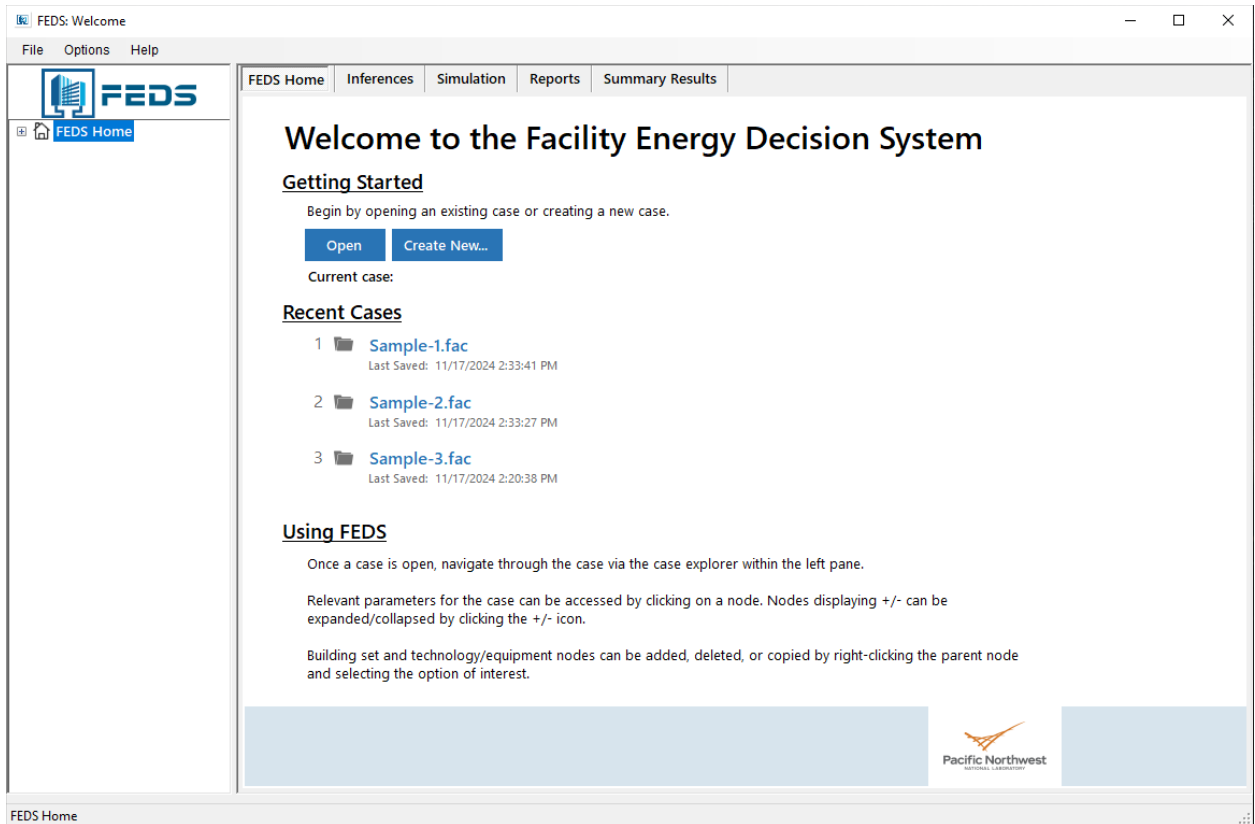 FEDS: Welcome
File Options Help
FEDS
FEDS Home
FEDS Home Inferences Simulation Reports Summary Results
Welcome to the Facility Energy Decision System
Getting Started
Begin by opening an existing case or creating a new case.
Open Create New...
Current case:
Recent Cases
1 Sample-1.fac
Last Saved: 11/17/2024 2:33:41 PM
2 Sample-2.fac
Last Saved: 11/17/2024 2:33:27 PM
3 Sample-3.fac
Last Saved: 11/17/2024 2:20:38 PM
Using FEDS
Once a case is open, navigate through the case via the case explorer within the left pane.
Relevant parameters for the case can be accessed by clicking on a node. Nodes displaying +/- can be
expanded/collapsed by clicking the +/- icon.
Building set and technology/equipment nodes can be added, deleted, or copied by right-clicking the parent node
and selecting the option of interest.
Pacific Northwest
NATIONAL LABORATORY
FEDS Home